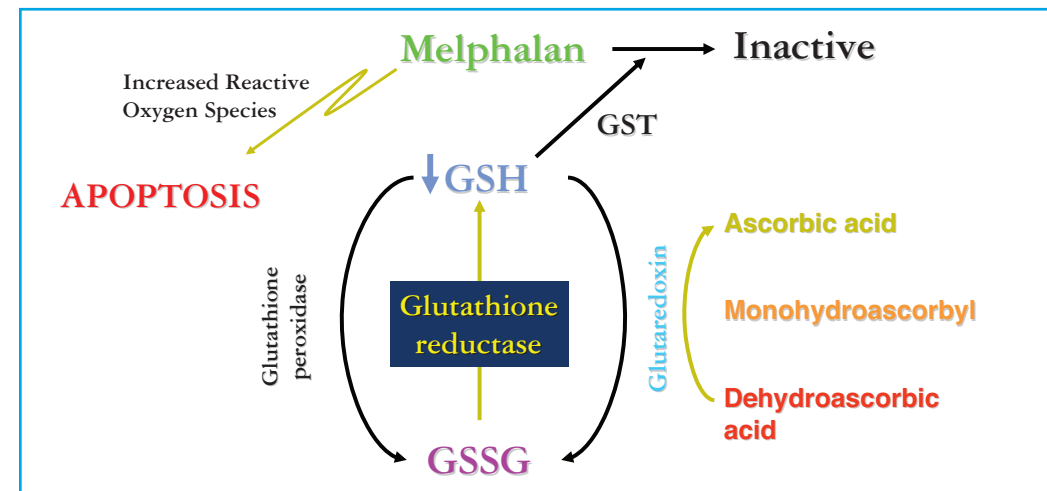 Melphalan
Inactive
Increased Reactive
Oxygen Species
GST
APOPTOSIS
GSH
Ascorbic acid
Glutathione
peroxidase
Glutathione
reductase
Glutaredoxin
Monohydroascorbyl
Dehydroascorbic
acid
GSSG